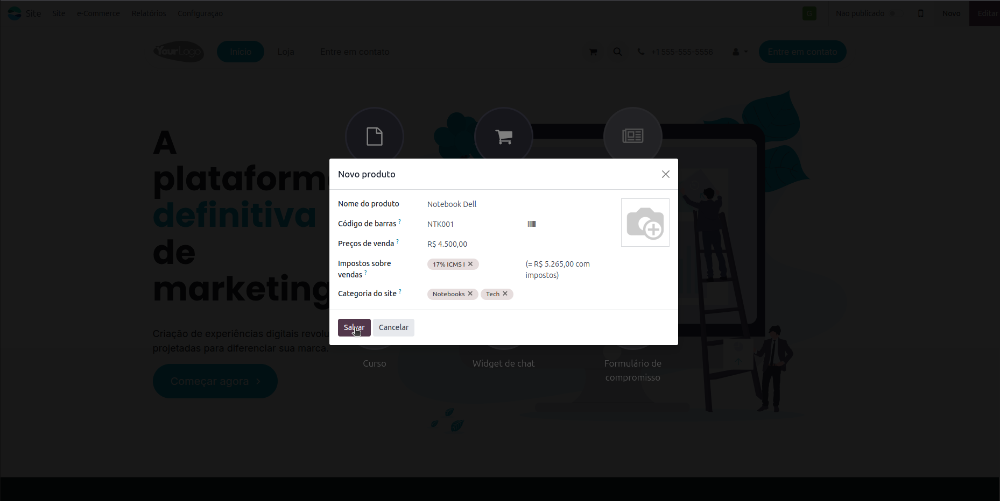 Site
Site
e-Commerce
Relatórios
Configuração
G
Não publicado
Novo
Editar
YourLogo
Início
Loja
Entre em contato
+1 555-555-5556
Entre em contato
A
plataforma
definitiva
de
marketing
Novo produto
Nome do produto
Notebook Dell
Código de barras ?
NTK001
Preços de venda ?
R$ 4.500,00
Impostos sobre
vendas ?
17% ICMS I
(= R$ 5.265,00 com
impostos)
Categoria do site ?
Notebooks
Tech
Salvar
Cancelar
Criação de experiências digitais revolu
projetadas para diferenciar sua marca.
Curso
Widget de chat
Formulário de
compromisso
Começar agora